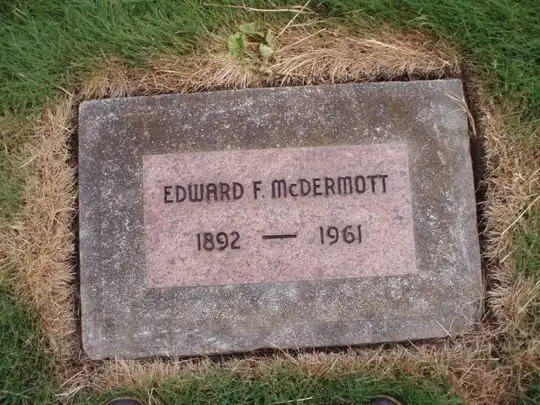 EDWARD F. McDERMOTT
1892 — 1961